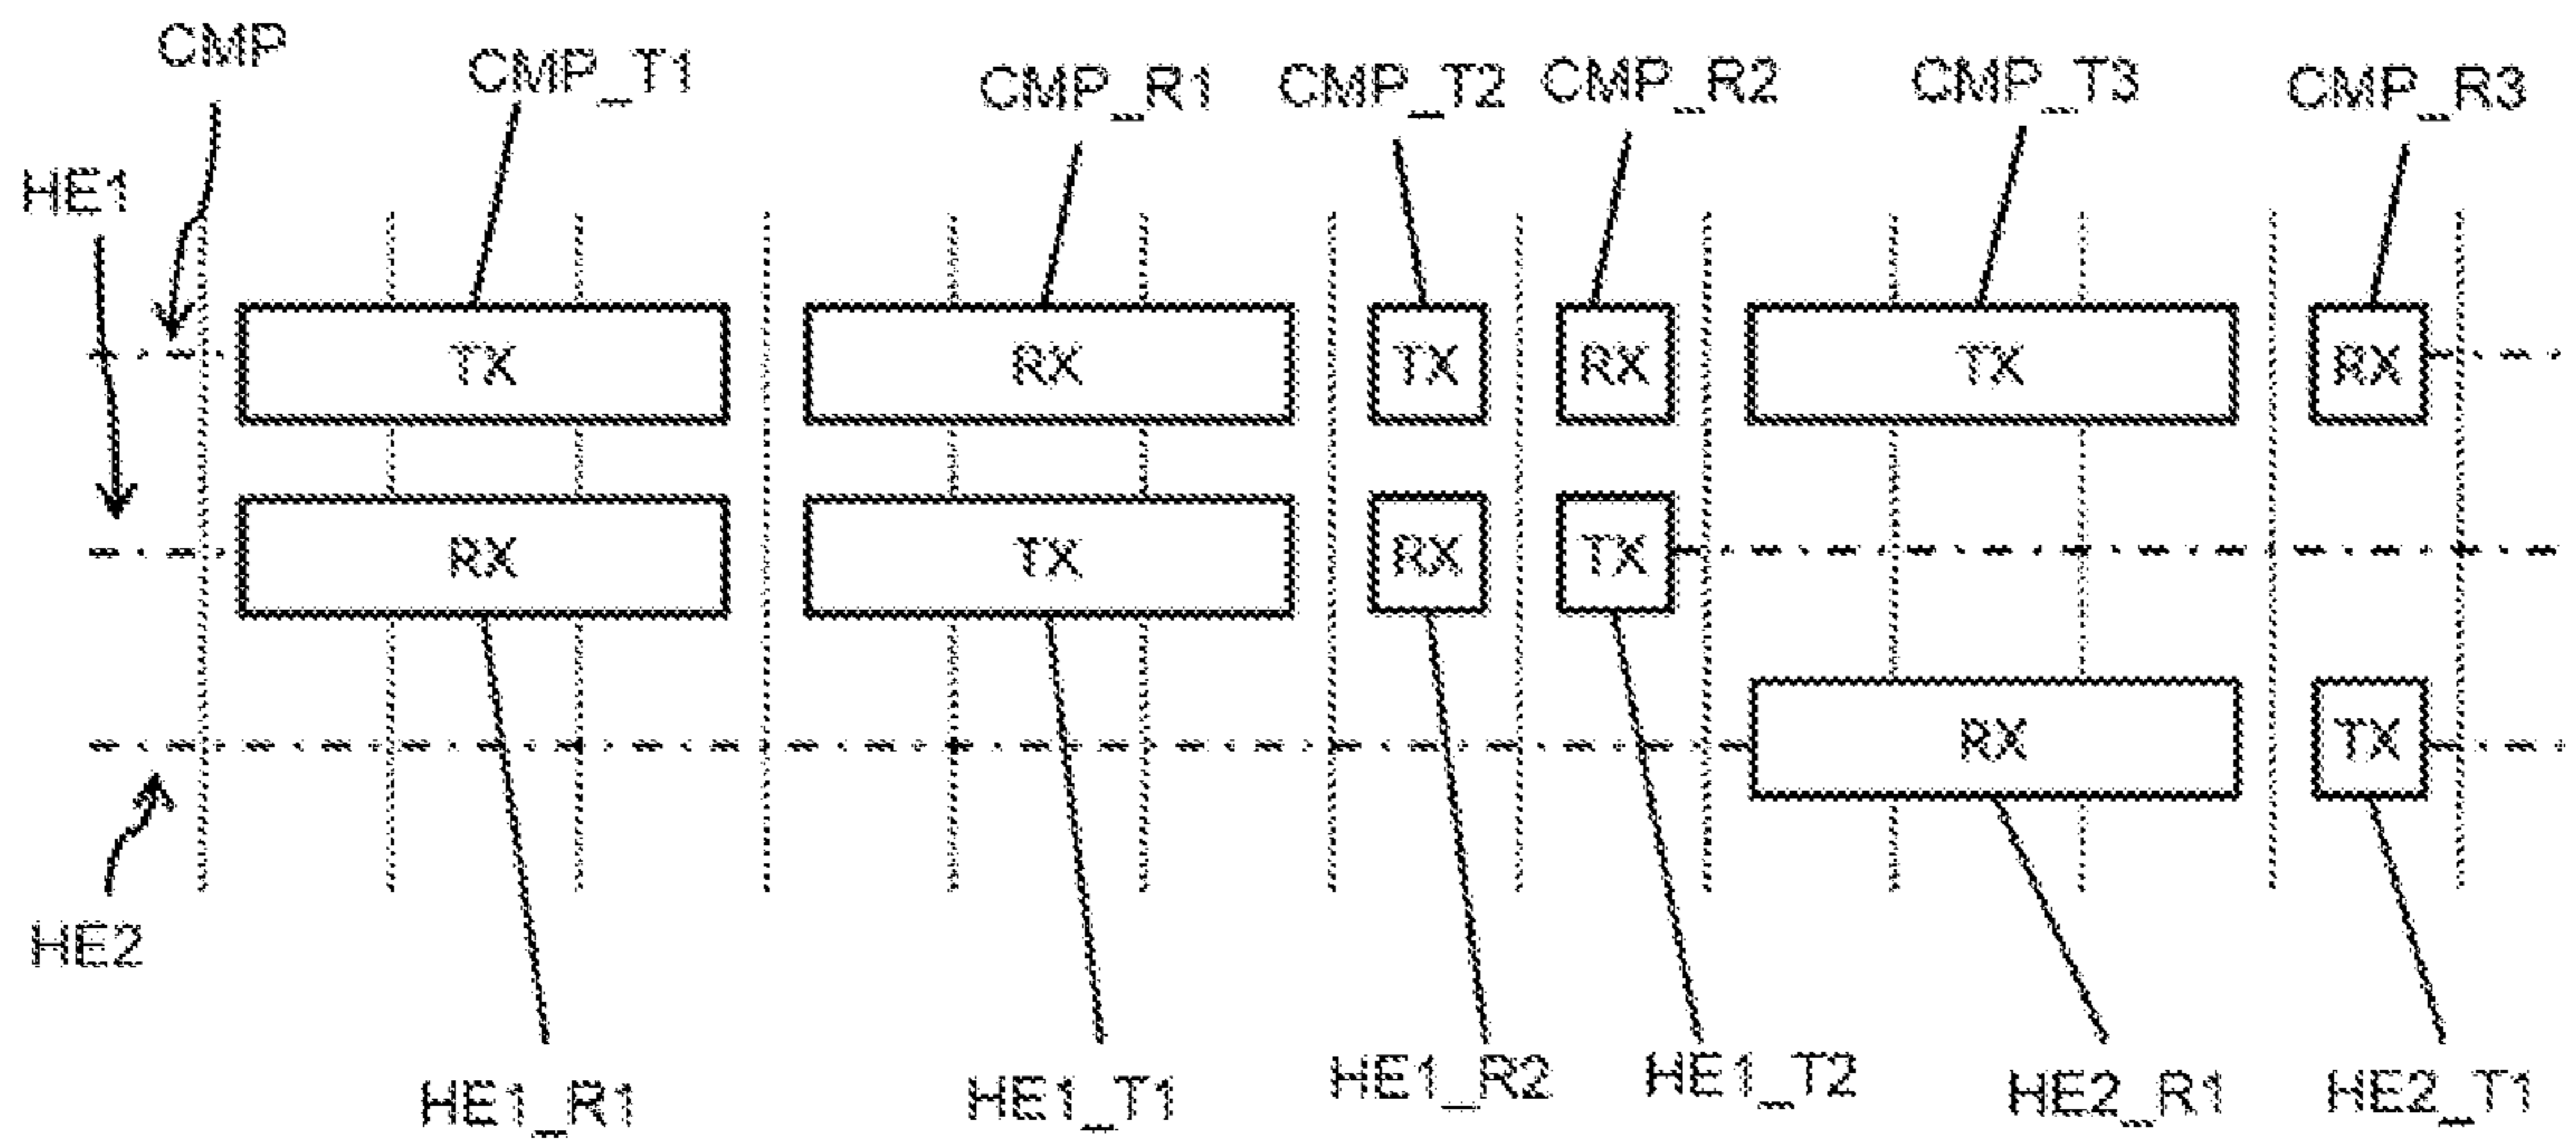 CMP CMP_T1 CMP_R1 CMP_T2 CMP_R2 CMP_T3 CMP_R3
HE1
TX RX TX RX TX RX
RX TX RX TX
RX TX
HE2
HE1_R1 HE1_T1 HE1_R2 HE1_T2 HE2_R1 HE2_T1